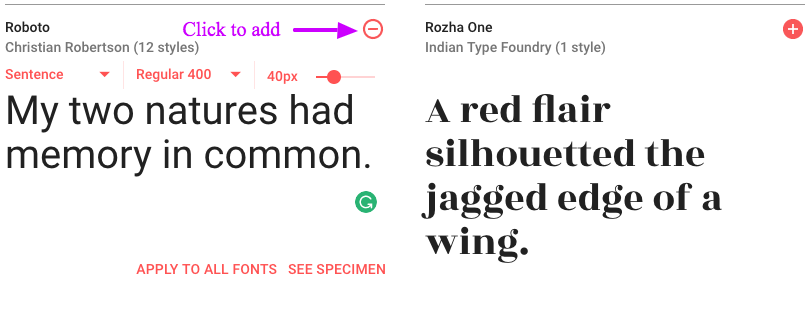 Roboto
Click to add
Christian Robertson (12 styles)
Sentence
Regular 400
40px
My two natures had
memory in common.
APPLY TO ALL FONTS
SEE SPECIMEN
Rozha One
Indian Type Foundry (1 style)
A red flair
silhouetted the
jagged edge of a
wing.